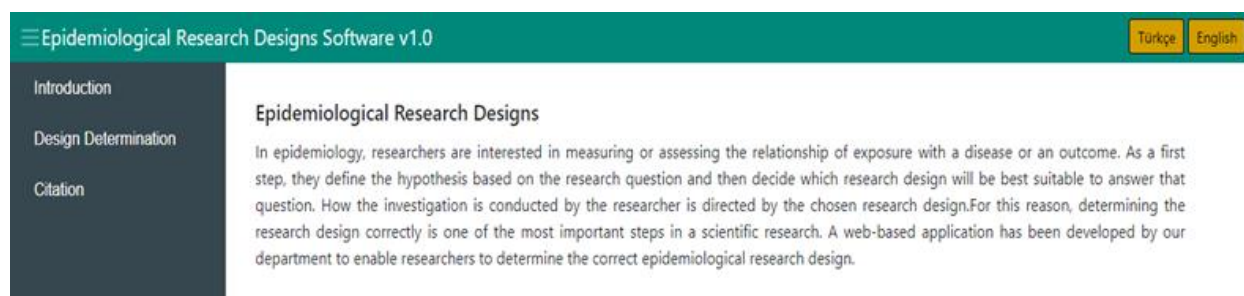 Epidemiological Research Designs Software v1.0
Türkçe
English
Introduction
Design Determination
Citation
Epidemiological Research Designs
In epidemiology, researchers are interested in measuring or assessing the relationship of exposure with a disease or an outcome. As a first
step, they define the hypothesis based on the research question and then decide which research design will be best suitable to answer that
question. How the investigation is conducted by the researcher is directed by the chosen research design.For this reason, determining the
research design correctly is one of the most important steps in a scientific research. A web-based application has been developed by our
department to enable researchers to determine the correct epidemiological research design.